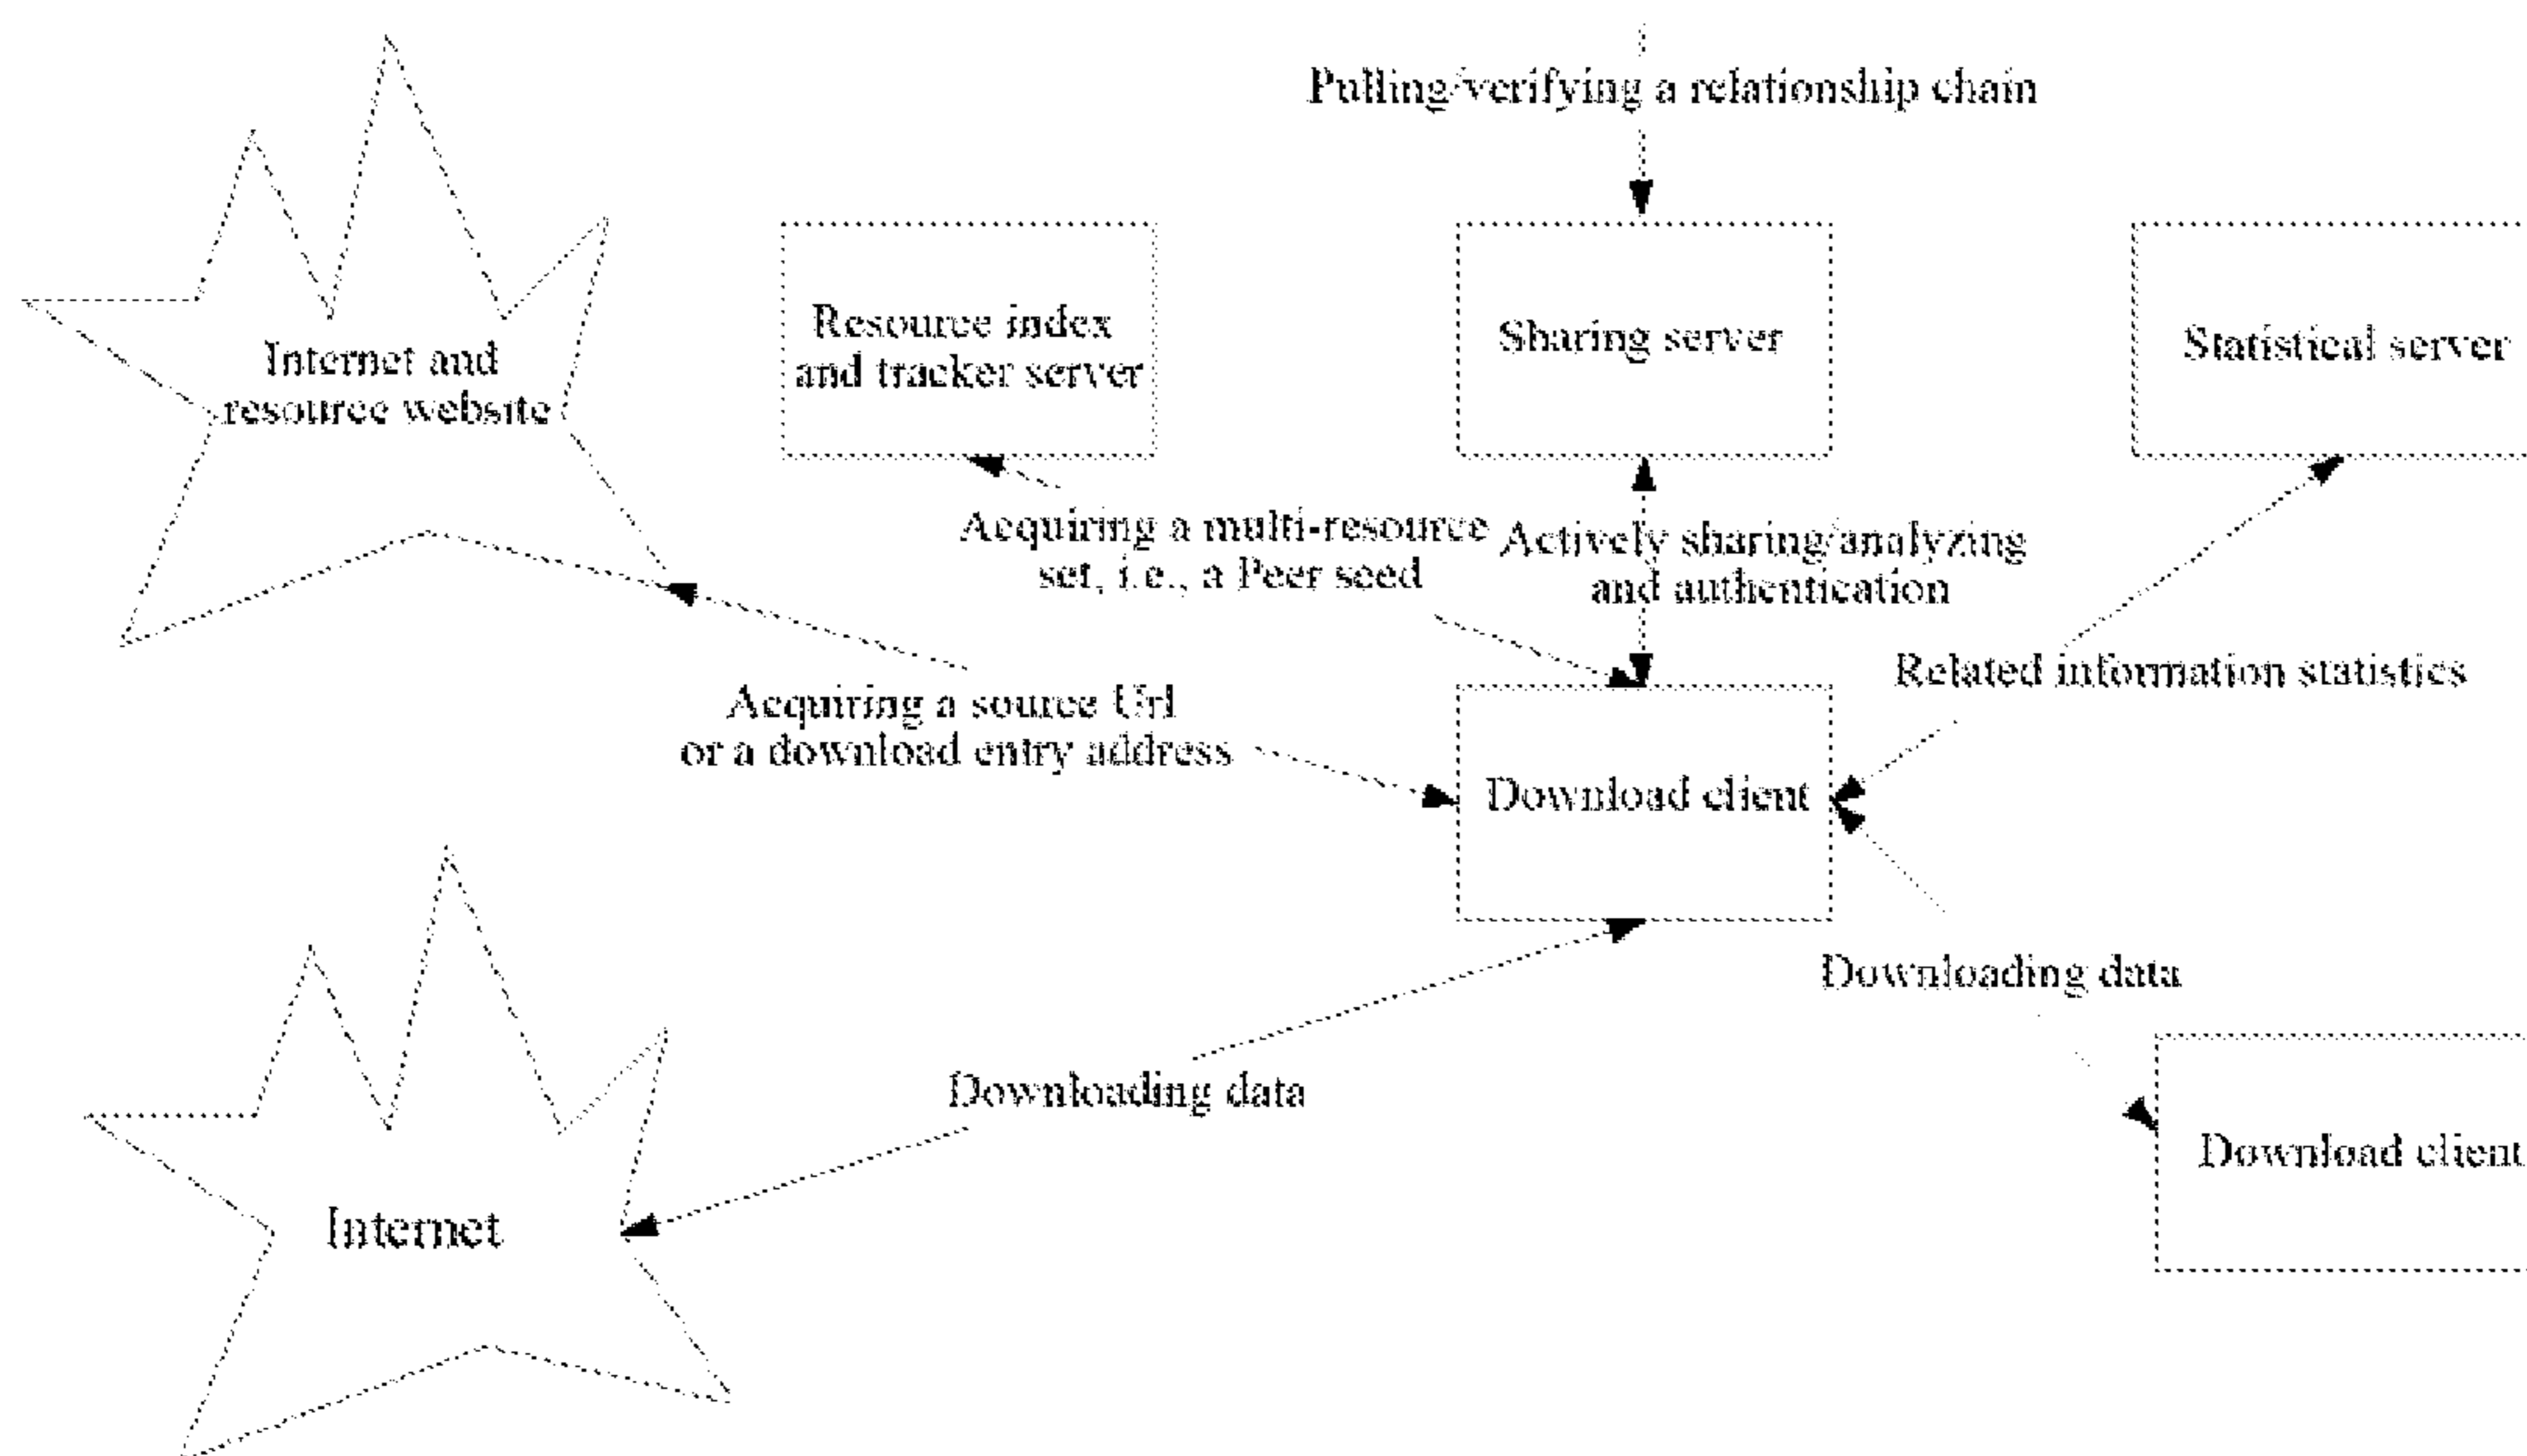 Pulling/verifying a relationship chain
Internet and
resource website
Resource index
and tracker server
Sharing server
Statistical server
Acquiring a multi-resource
set, i.e., a Peer seed
Actively sharing/analyzing
and authentication
Related information statistics
Acquiring a source Url
or a download entry address
Download client
Downloading data
Downloading data
Download client
Internet